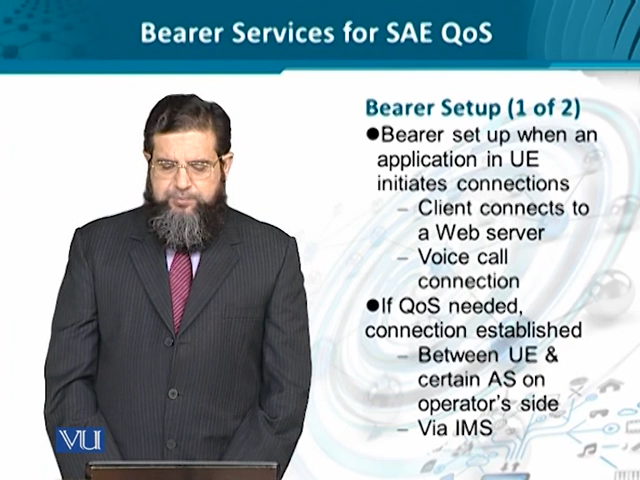 Bearer Services for SAE QoS
Bearer Setup (1 of 2)
●Bearer set up when an
application in UE
initiates connections
– Client connects to
a Web server
– Voice call
connection
●If QoS needed,
connection established
– Between UE &
certain AS on
operator's side
– Via IMS
VU